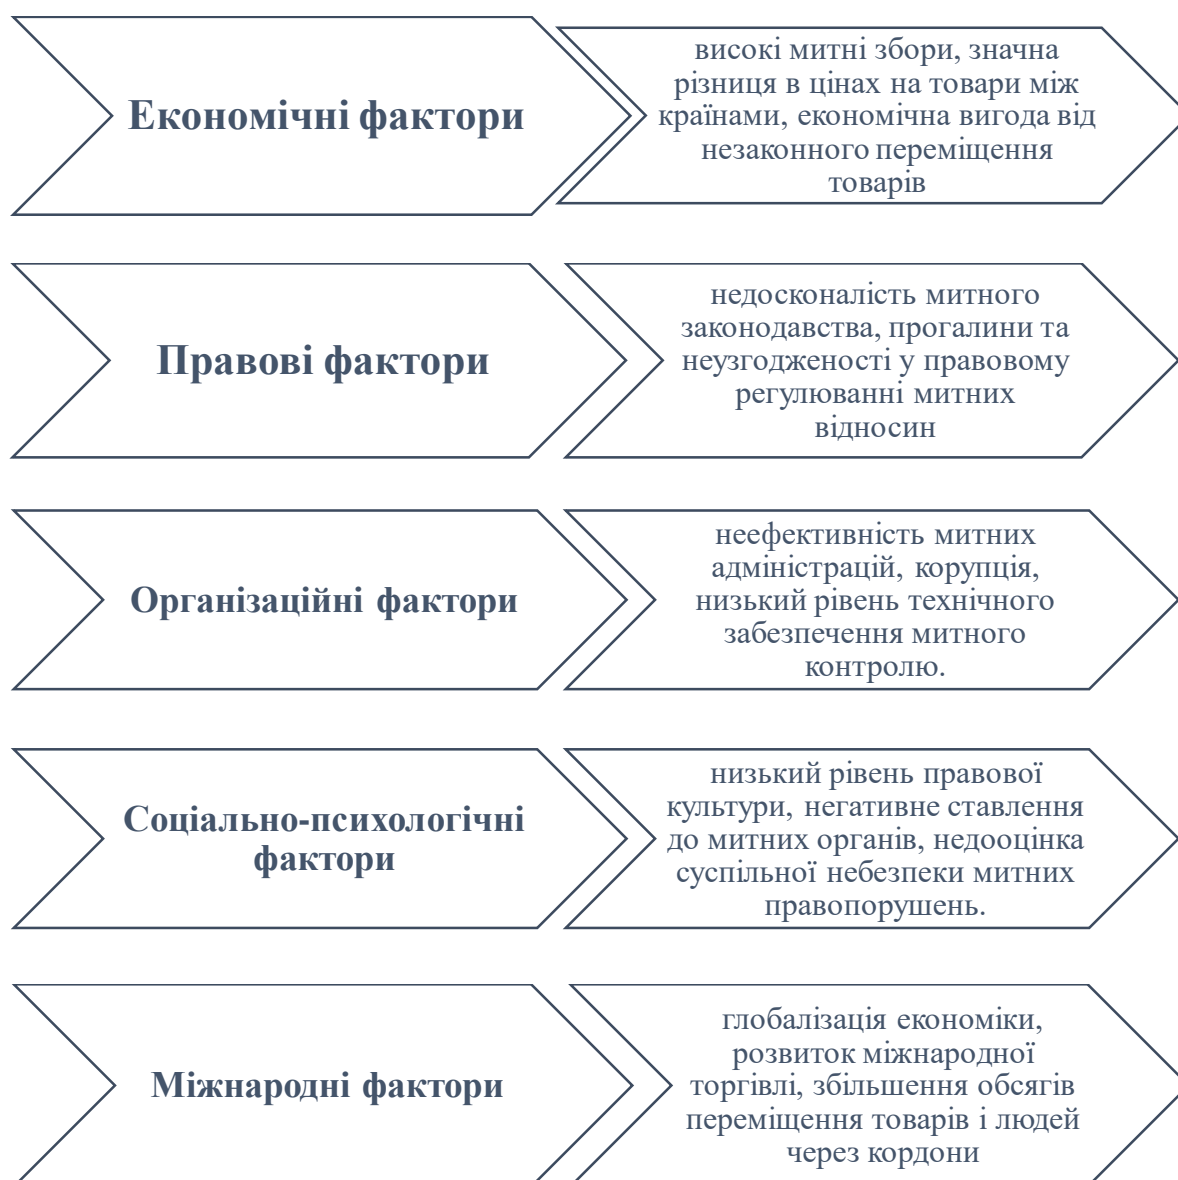 Економічні фактори
високі митні збори, значна
різниця в цінах на товари між
країнами, економічна вигода від
незаконного переміщення
товарів
Правові фактори
недосконалість митного
законодавства, прогалини та
неузгодженості у правовому
регулюванні митних
відносин
Організаційні фактори
неефективність митних
адміністрацій, корупція,
низький рівень технічного
забезпечення митного
контролю.
Соціально-психологічні
фактори
низький рівень правової
культури, негативне ставлення
до митних органів, недооцінка
суспільної небезпеки митних
правопорушень.
Міжнародні фактори
глобалізація економіки,
розвиток міжнародної
торгівлі, збільшення обсягів
переміщення товарів і людей
через кордони